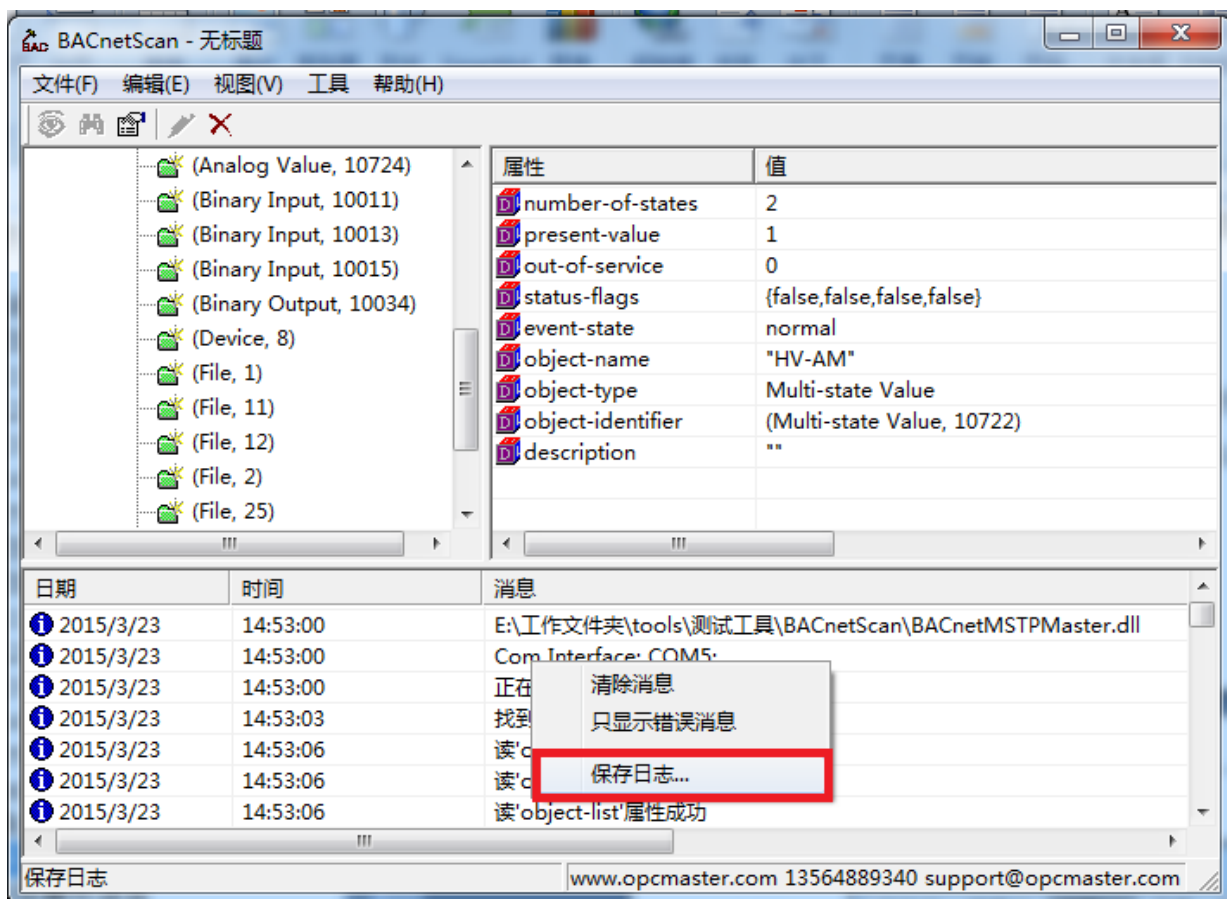 BACnetScan - 无标题
文件(F) 编辑(E) 视图(V) 工具 帮助(H)
(Analog Value, 10724)
(Binary Input, 10011)
(Binary Input, 10013)
(Binary Input, 10015)
(Binary Output, 10034)
(Device, 8)
(File, 1)
(File, 11)
(File, 12)
(File, 2)
(File, 25)
属性 值
number-of-states 2
present-value 1
out-of-service 0
status-flags {false,false,false,false}
event-state normal
object-name "HV-AM"
object-type Multi-state Value
object-identifier (Multi-state Value, 10722)
description ""
日期 时间 消息
2015/3/23 14:53:00 E:\工作文件夹\tools\测试工具\BACnetScan\BACnetMSTPMaster.dll
2015/3/23 14:53:00 Com Interface: COM5:
2015/3/23 14:53:00 正在
2015/3/23 14:53:03 找到
2015/3/23 14:53:06 读'o
2015/3/23 14:53:06 读'o
2015/3/23 14:53:06 读'object-list'属性成功
清除消息
只显示错误消息
保存日志...
保存日志
www.opcmaster.com 13564889340 support@opcmaster.com